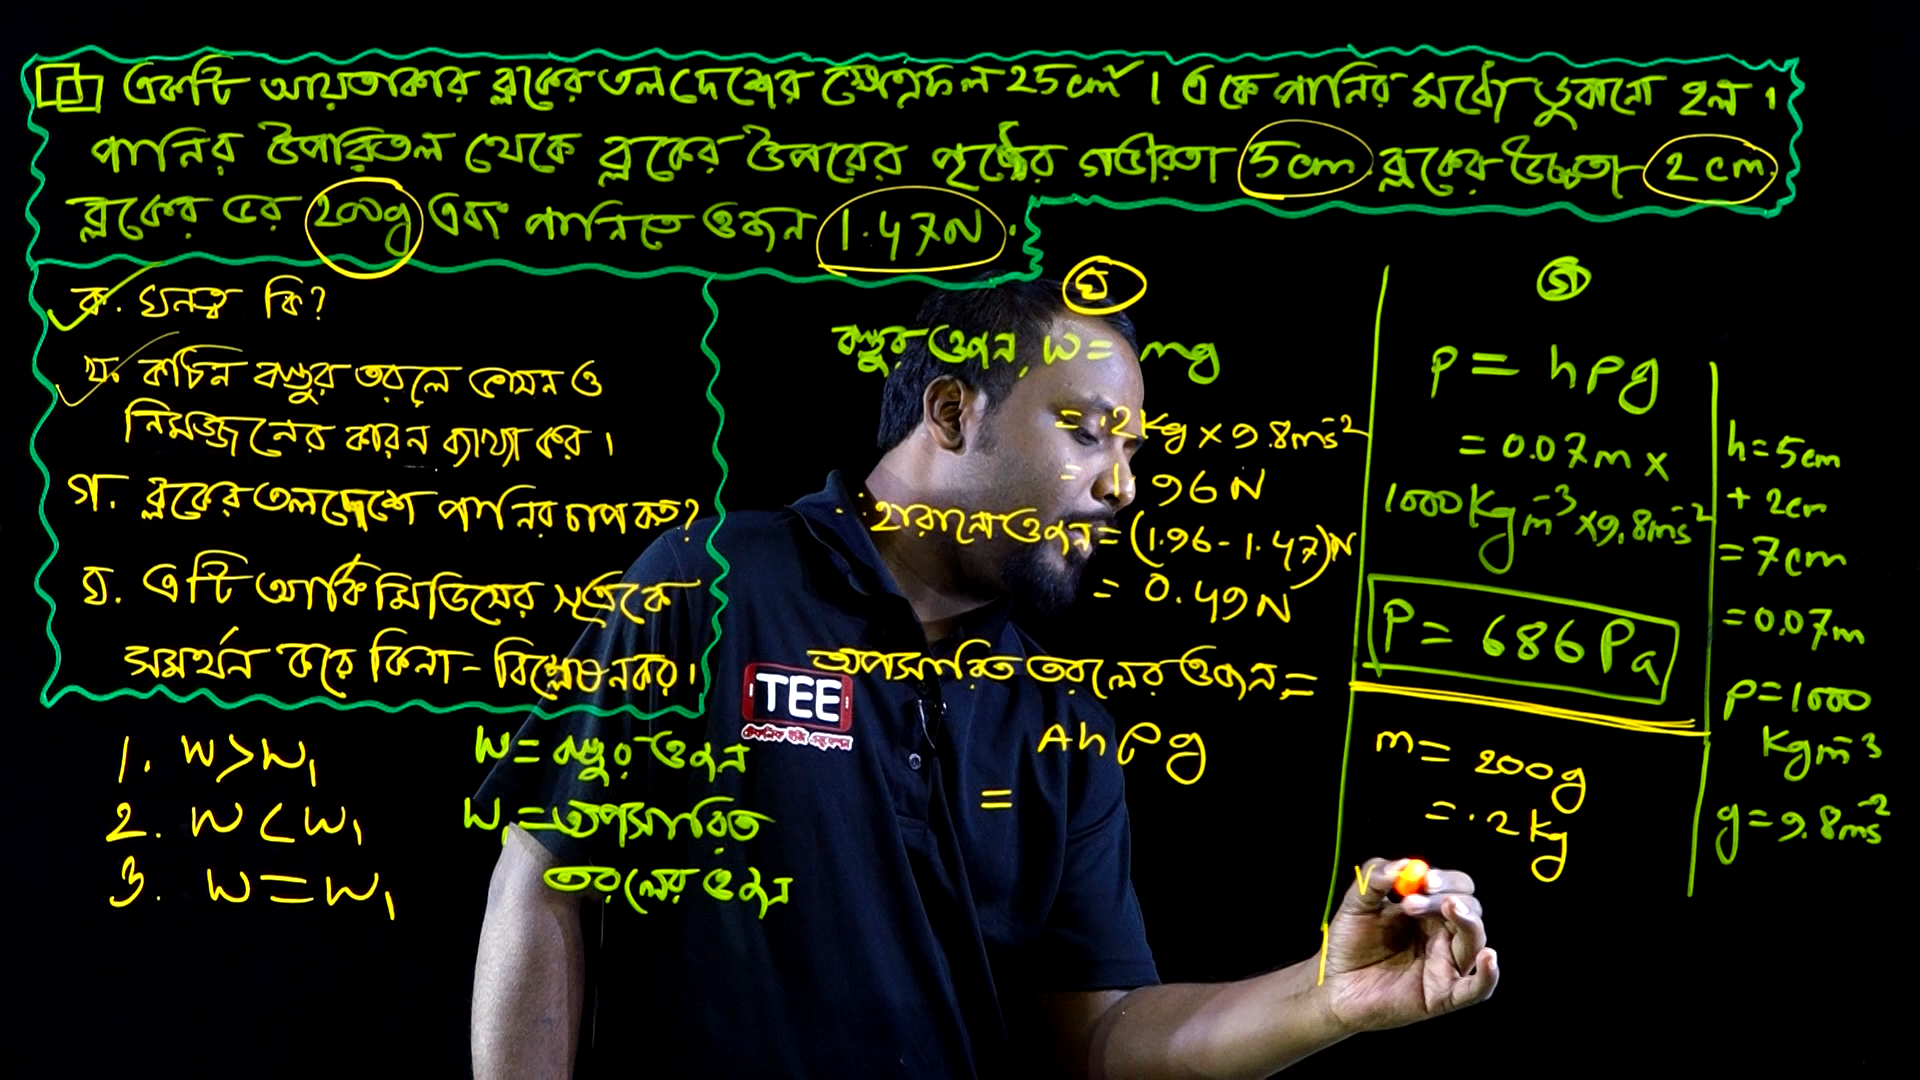 একটি আয়তাকার ব্লকের তলদেশের ক্ষেত্রফল 25cm² । একে পানির মধ্যে ডুবানো হল ।
পানির উপরিতল থেকে ব্লকের উপরের পৃষ্ঠের গভীরতা 5cm. ব্লকের উচ্চতা 2cm.
ব্লকের ভর 200g এবং পানিতে ওজন 1.47N.
ক. ঘনত্ব কি?
খ. কঠিন বস্তুর তরলে ভাসন ও
নিমজ্জনের কারন ব্যাখ্যা কর ।
গ. ব্লকের তলদেশে পানির চাপ কত?
ঘ. এটি আর্কিমিডিসের সূত্রকে
সমর্থন করে কিনা - বিশ্লেষন কর ।
1. W>W₁
2. W<W₁
3. W=W₁
W = বস্তুর ওজন
W₁ = অপসারিত
তরলের ওজন
ঘ
বস্তুর ওজন, W = mg
= .2Kg × 9.8ms⁻²
= 1.96N
∴ হারানো ওজন = (1.96 - 1.47)N
= 0.49N
অপসারিত তরলের ওজন =
Ahρg
=
TEE
গ
P = hρg
= 0.07m ×
1000Kgm⁻³ × 9.8ms⁻²
P = 686Pa
m = 200g
= .2Kg
V
h = 5cm
+ 2cm
= 7cm
= 0.07m
ρ = 1000
Kgm⁻³
g = 9.8ms⁻²